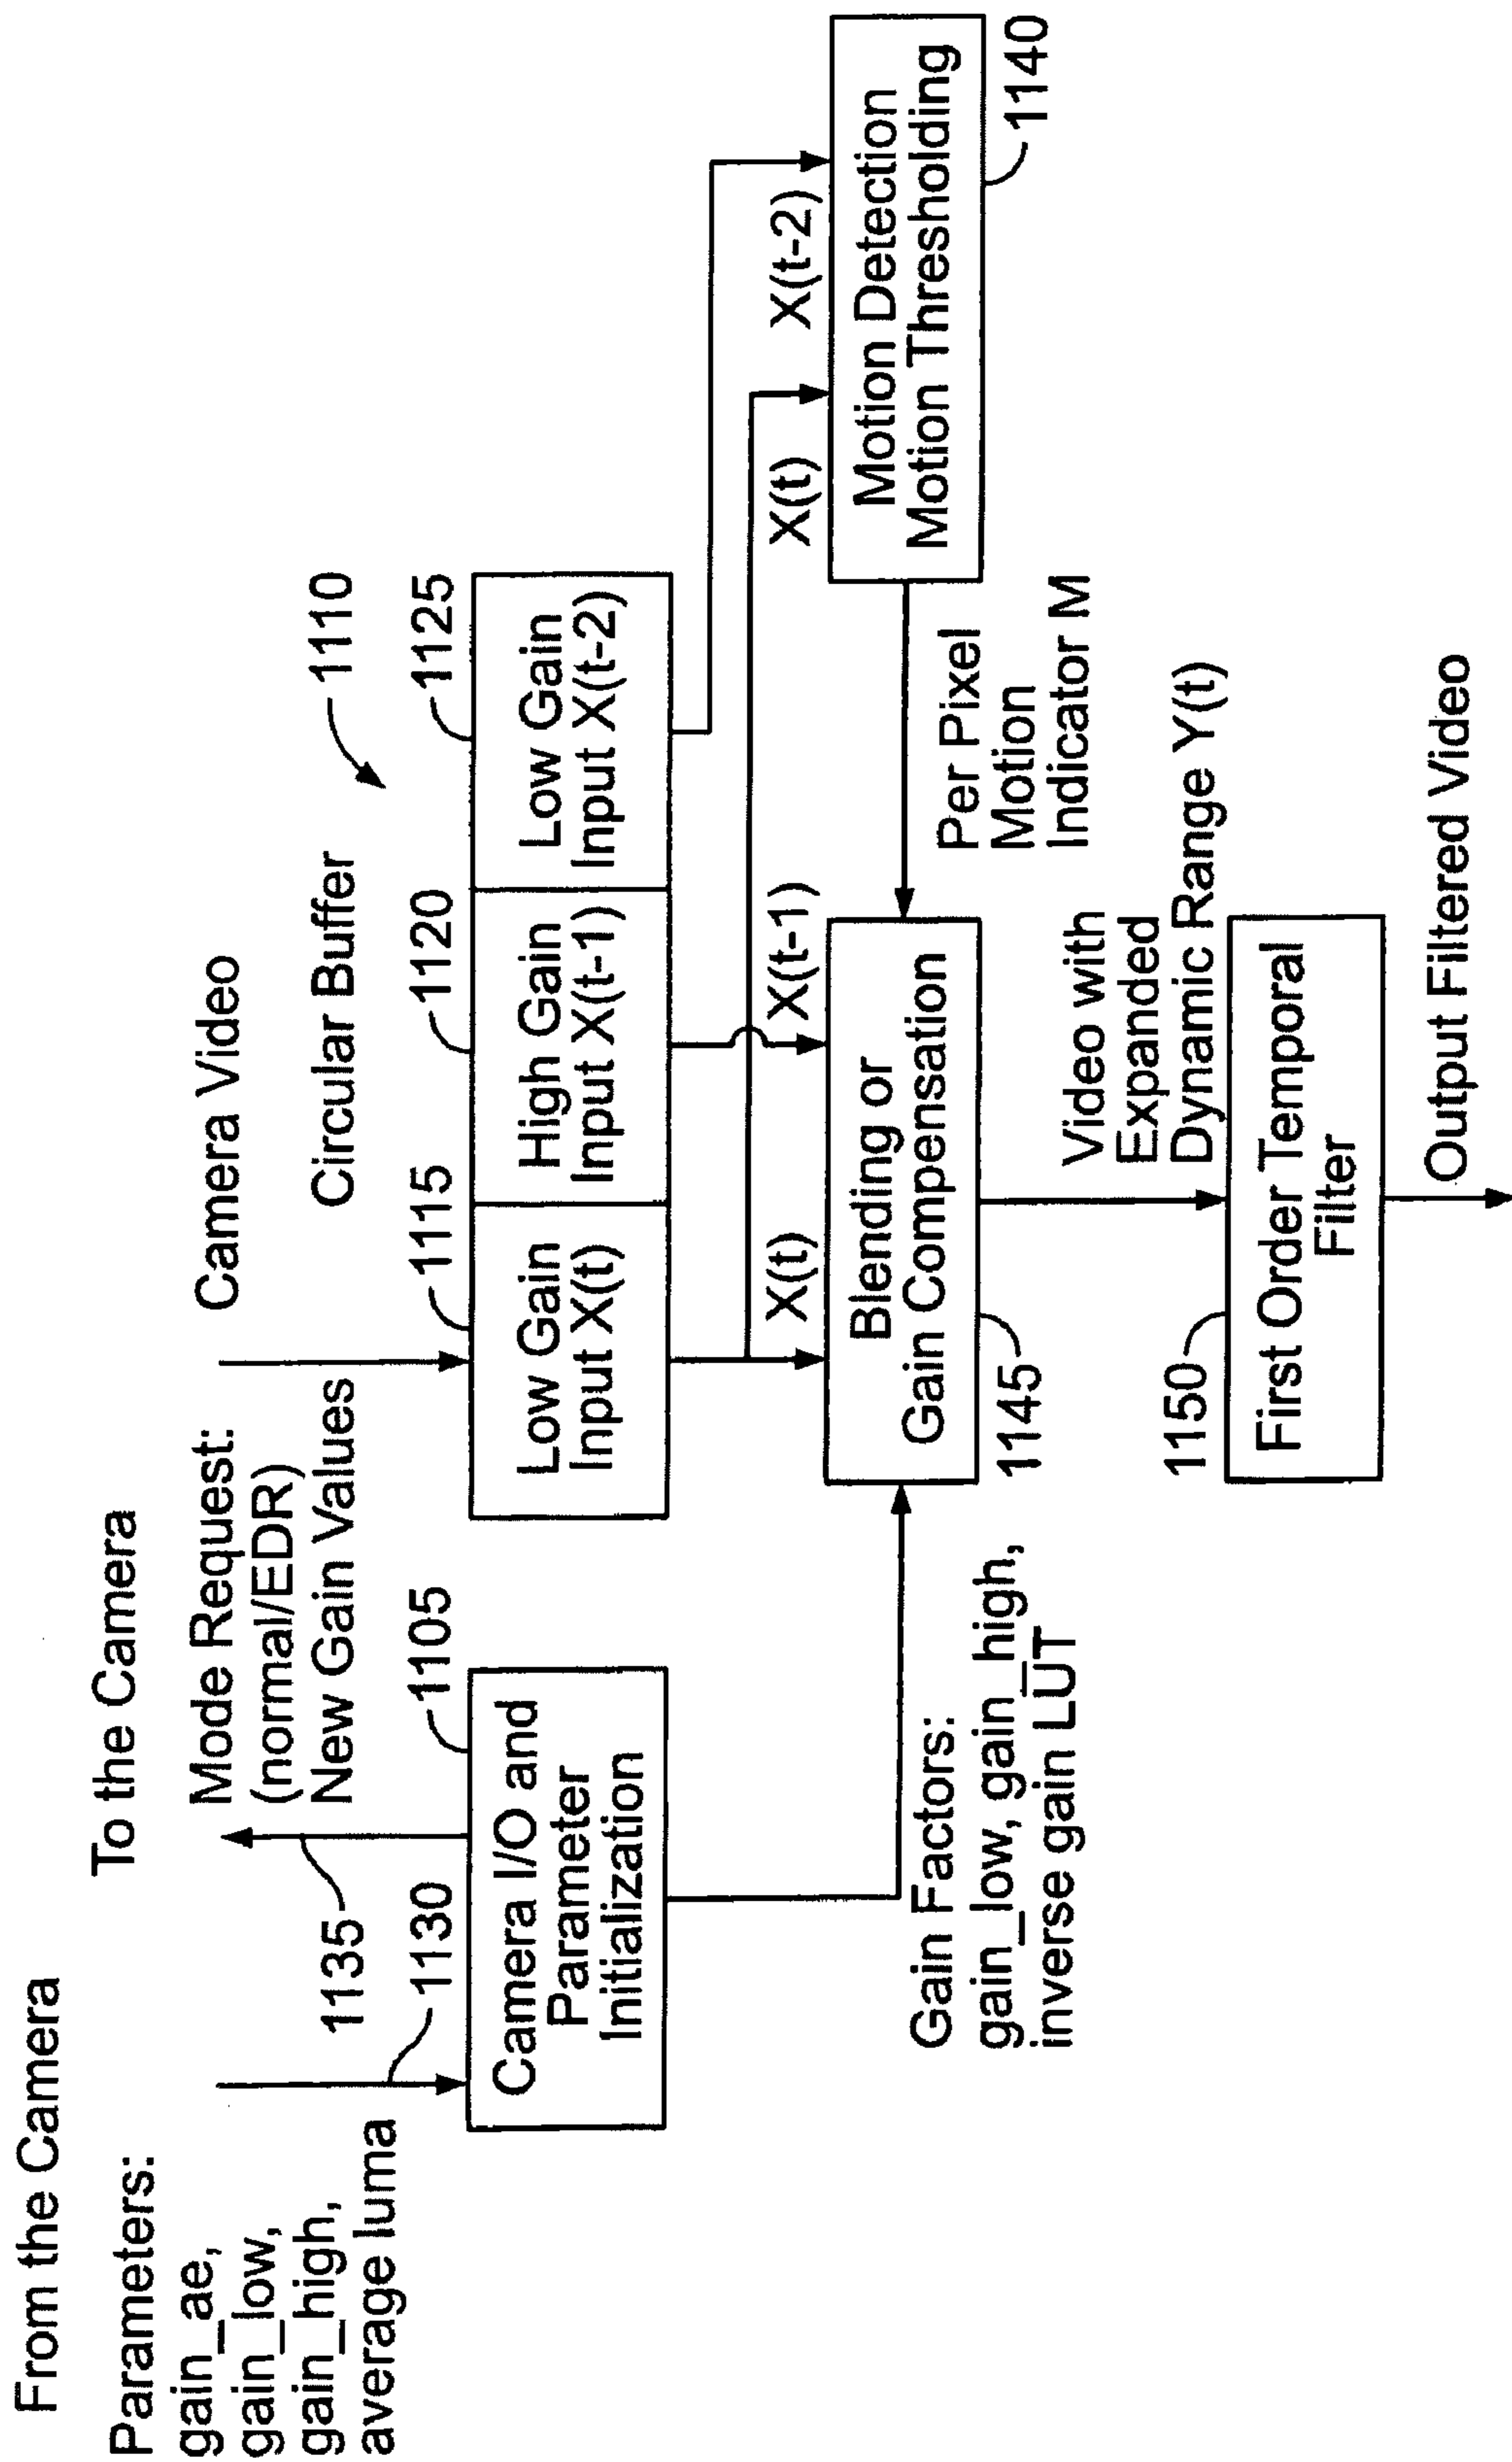 From the Camera
Parameters:
gain_ae,
gain_low,
gain_high,
average luma
To the Camera
Mode Request:
(normal/EDR)
New Gain Values
Camera Video
Circular Buffer
1110
1135
1130
1105
1115
1120
1125
Camera I/O and
Parameter
Initialization
Low Gain
Input X(t)
High Gain
Input X(t-1)
Low Gain
Input X(t-2)
X(t)
X(t-1)
X(t)
X(t-2)
Gain Factors:
gain_low, gain_high,
inverse gain LUT
Blending or
Gain Compensation
1145
Per Pixel
Motion
Indicator M
Motion Detection
Motion Thresholding
1140
Video with
Expanded
Dynamic Range Y(t)
1150
First Order Temporal
Filter
Output Filtered Video